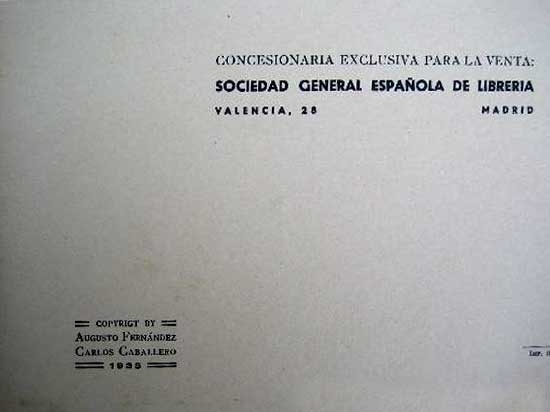 CONCESIONARIA EXCLUSIVA PARA LA VENTA:
SOCIEDAD GENERAL ESPAÑOLA DE LIBRERIA
VALENCIA, 28 MADRID
COPYRIGT BY
AUGUSTO FERNÁNDEZ
CARLOS CABALLERO
1935
IMP.